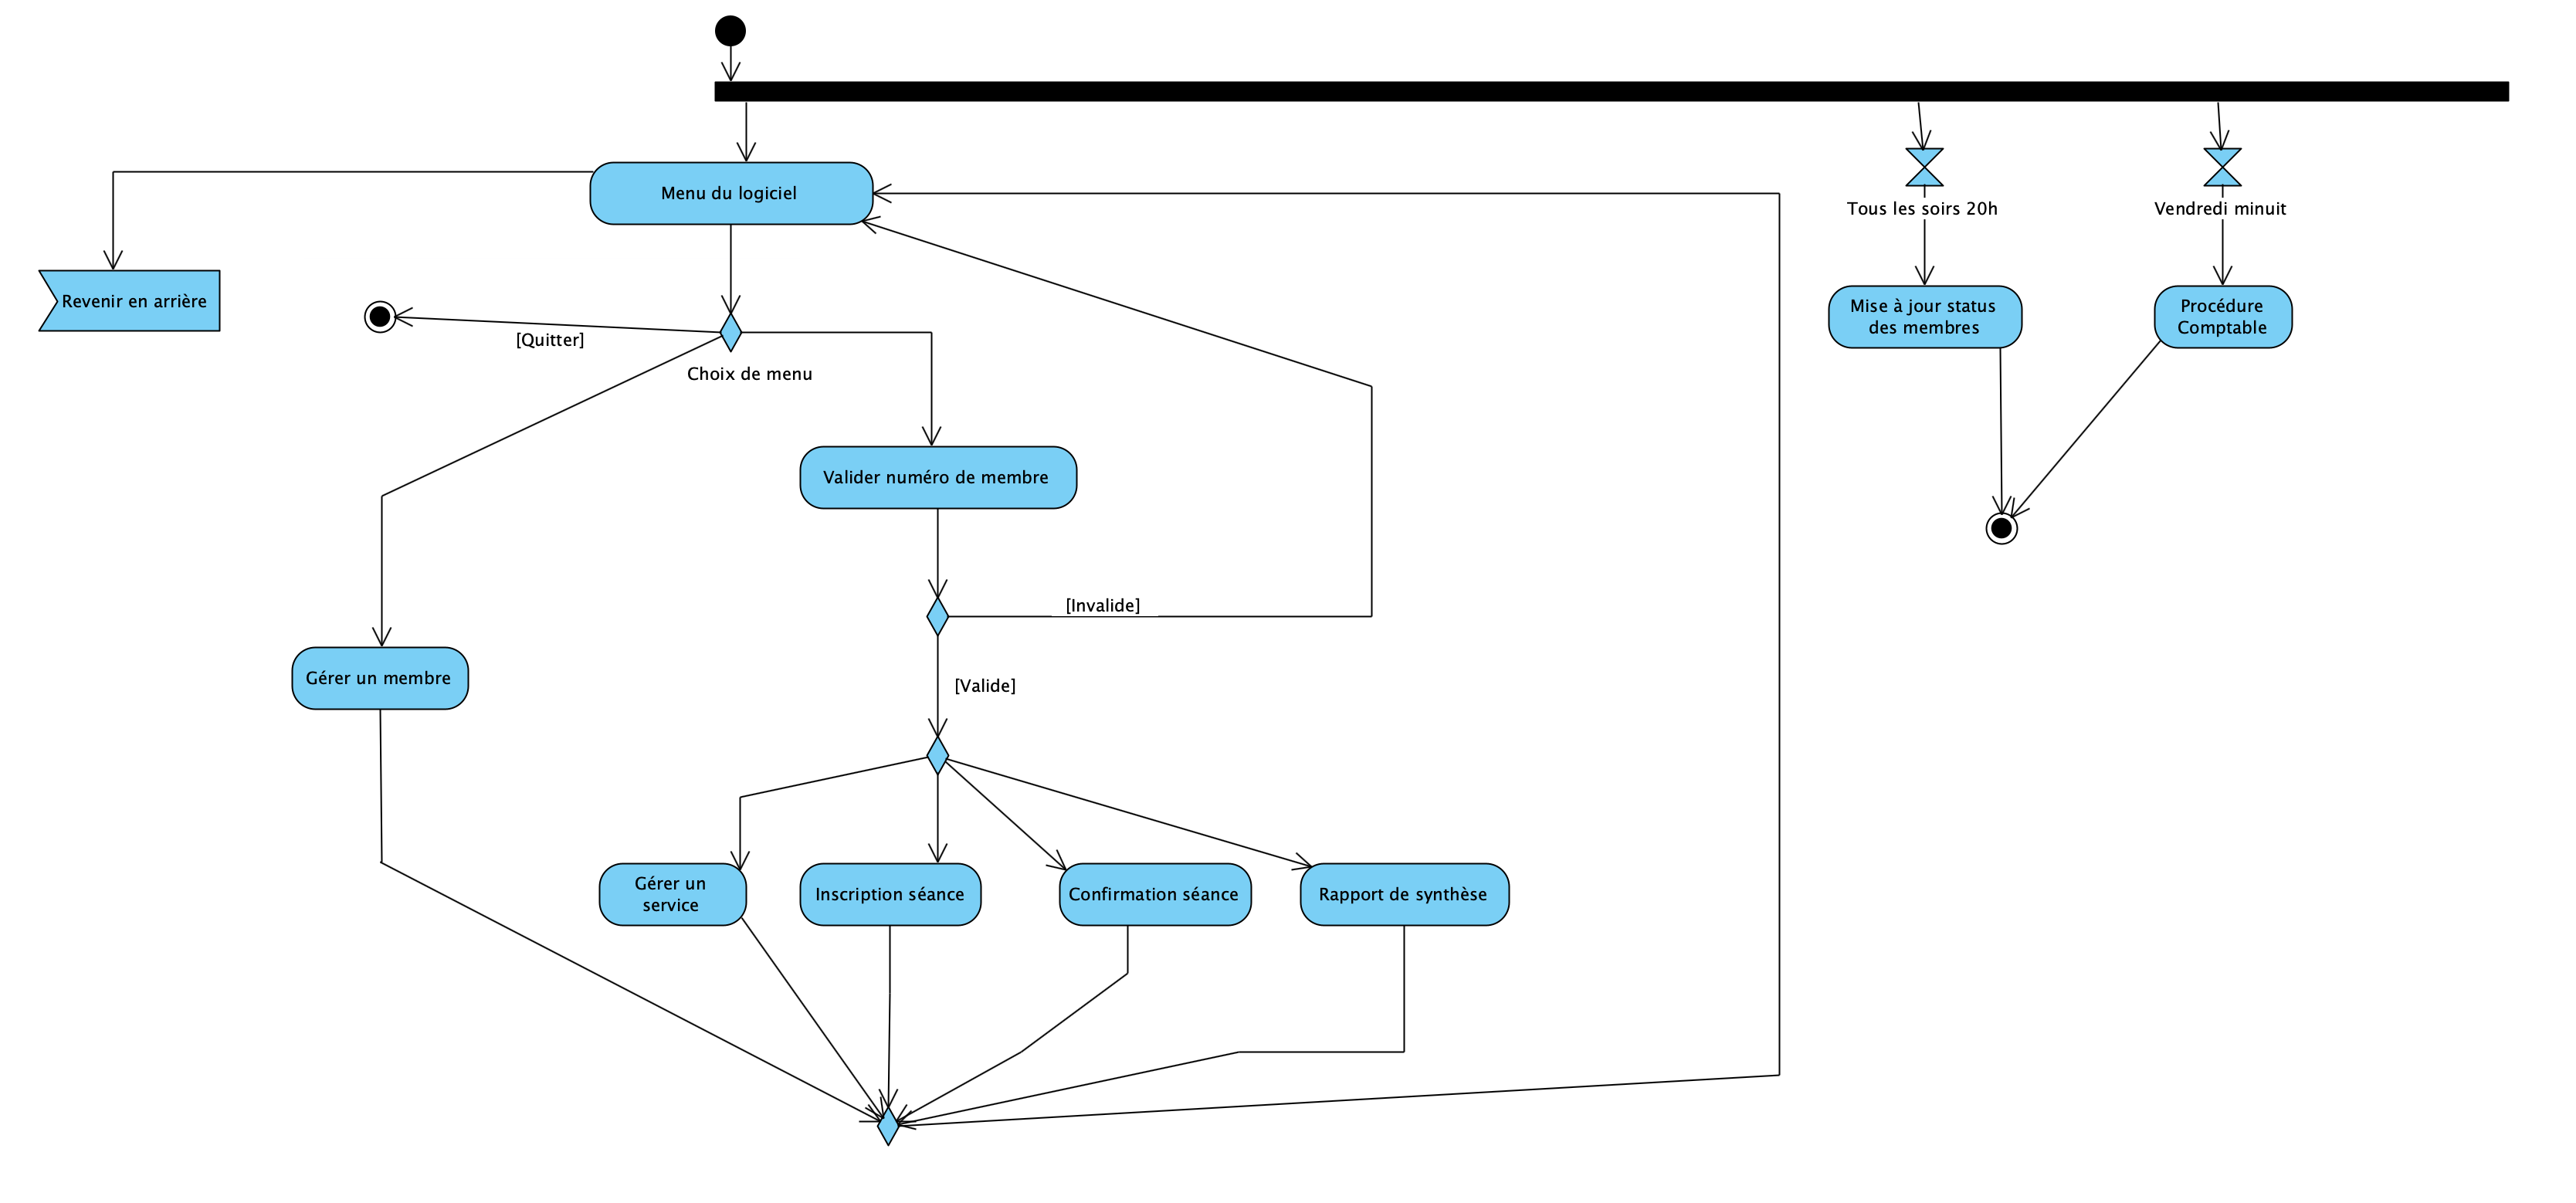 Menu du logiciel
Tous les soirs 20h
Vendredi minuit
Revenir en arrière
[Quitter]
Choix de menu
Mise à jour status
des membres
Procédure
Comptable
Valider numéro de membre
[Invalide]
Gérer un membre
[Valide]
Gérer un
service
Inscription séance
Confirmation séance
Rapport de synthèse